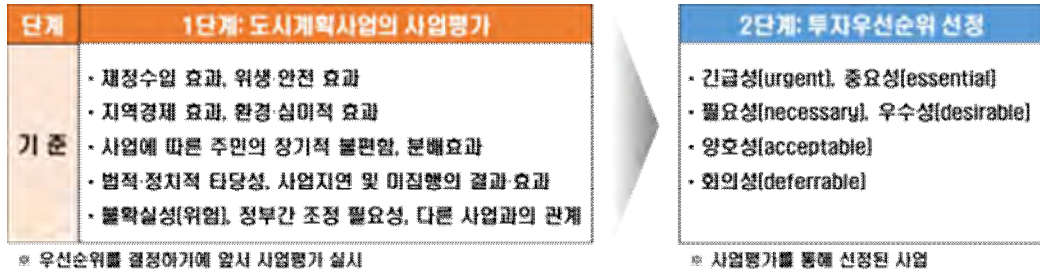 단계
1단계: 도시계획사업의 사업평가
기 준
· 재정수입 효과, 위생·안전 효과
· 지역경제 효과, 환경·심미적 효과
· 사업에 따른 주민의 장기적 불편함, 분배효과
· 법적·정치적 타당성, 사업지연 및 미집행의 결과·효과
· 불확실성(위험), 정부간 조정 필요성, 다른 사업과의 관계
※ 우선순위를 결정하기에 앞서 사업평가 실시
2단계: 투자우선순위 선정
· 긴급성(urgent), 중요성(essential)
· 필요성(necessary), 우수성(desirable)
· 양호성(acceptable)
· 회의성(deferrable)
※ 사업평가를 통해 선정된 사업